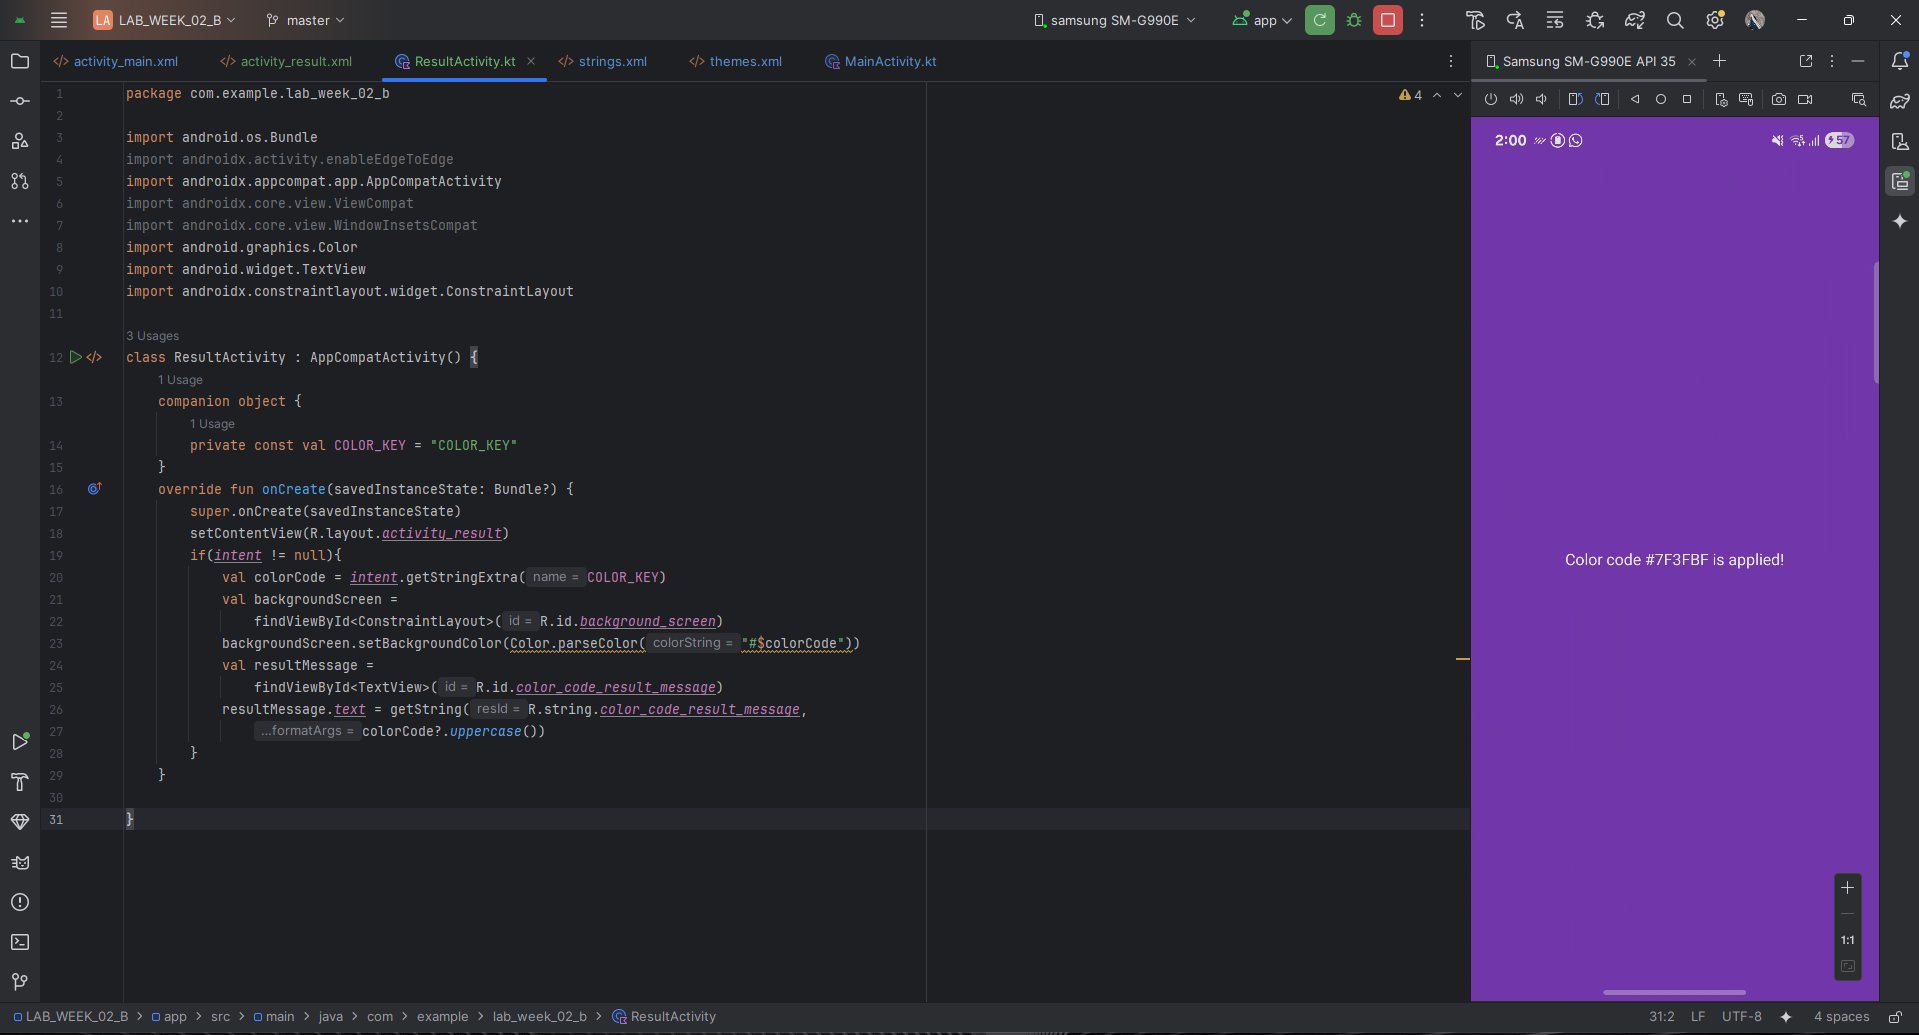 LA LAB_WEEK_02_B master samsung SM-G990E app
activity_main.xml activity_result.xml ResultActivity.kt strings.xml themes.xml MainActivity.kt
Samsung SM-G990E API 35
4
1 package com.example.lab_week_02_b
2
3 import android.os.Bundle
4 import androidx.activity.enableEdgeToEdge
5 import androidx.appcompat.app.AppCompatActivity
6 import androidx.core.view.ViewCompat
7 import androidx.core.view.WindowInsetsCompat
8 import android.graphics.Color
9 import android.widget.TextView
10 import androidx.constraintlayout.widget.ConstraintLayout
11
3 Usages
12 class ResultActivity : AppCompatActivity() {
1 Usage
13 companion object {
1 Usage
14 private const val COLOR_KEY = "COLOR_KEY"
15 }
16 override fun onCreate(savedInstanceState: Bundle?) {
17 super.onCreate(savedInstanceState)
18 setContentView(R.layout.activity_result)
19 if(intent != null){
20 val colorCode = intent.getStringExtra( name = COLOR_KEY)
21 val backgroundScreen =
22 findViewById<ConstraintLayout>( id = R.id.background_screen)
23 backgroundScreen.setBackgroundColor(Color.parseColor( colorString = "#$colorCode"))
24 val resultMessage =
25 findViewById<TextView>( id = R.id.color_code_result_message)
26 resultMessage.text = getString( resId = R.string.color_code_result_message,
27 ...formatArgs = colorCode?.uppercase())
28 }
29 }
30
31 }
2:00 57
Color code #7F3FBF is applied!
1:1
LAB_WEEK_02_B > app > src > main > java > com > example > lab_week_02_b > ResultActivity
31:2 LF UTF-8 4 spaces